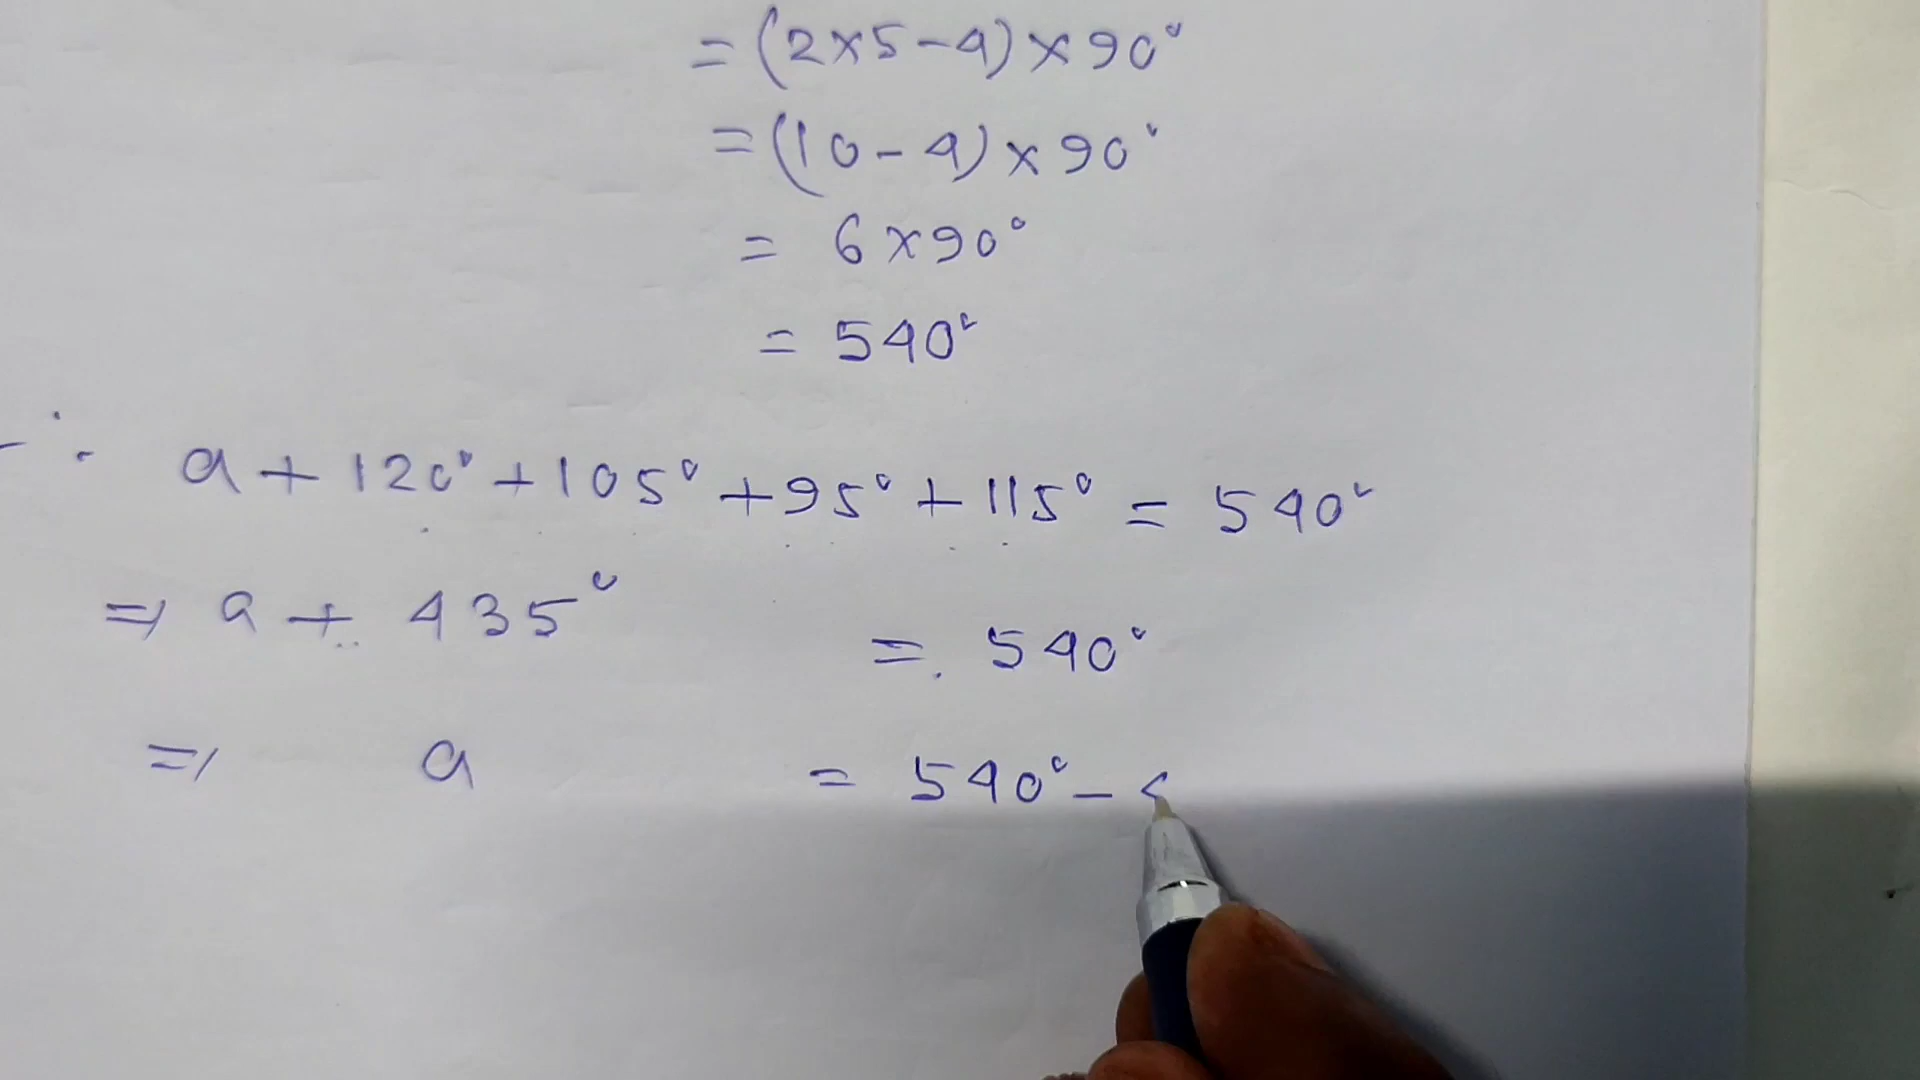 = (2×5-4)×90°
= (10-4)×90°
= 6×90°
= 540°
∴ a+120°+105°+95°+115° = 540°
⇒ a + 435° = 540°
⇒ a = 540° -